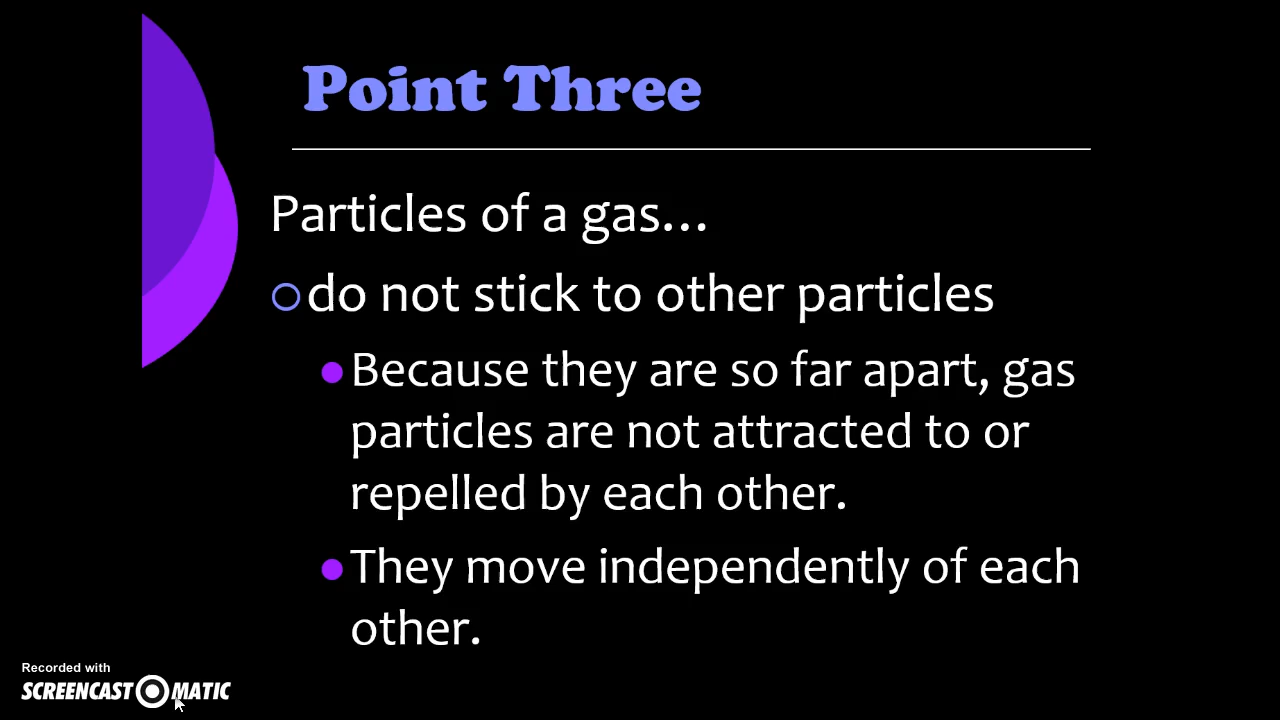 Point Three
Particles of a gas…
do not stick to other particles
Because they are so far apart, gas
particles are not attracted to or
repelled by each other.
They move independently of each
other.
Recorded with
SCREENCAST MATIC